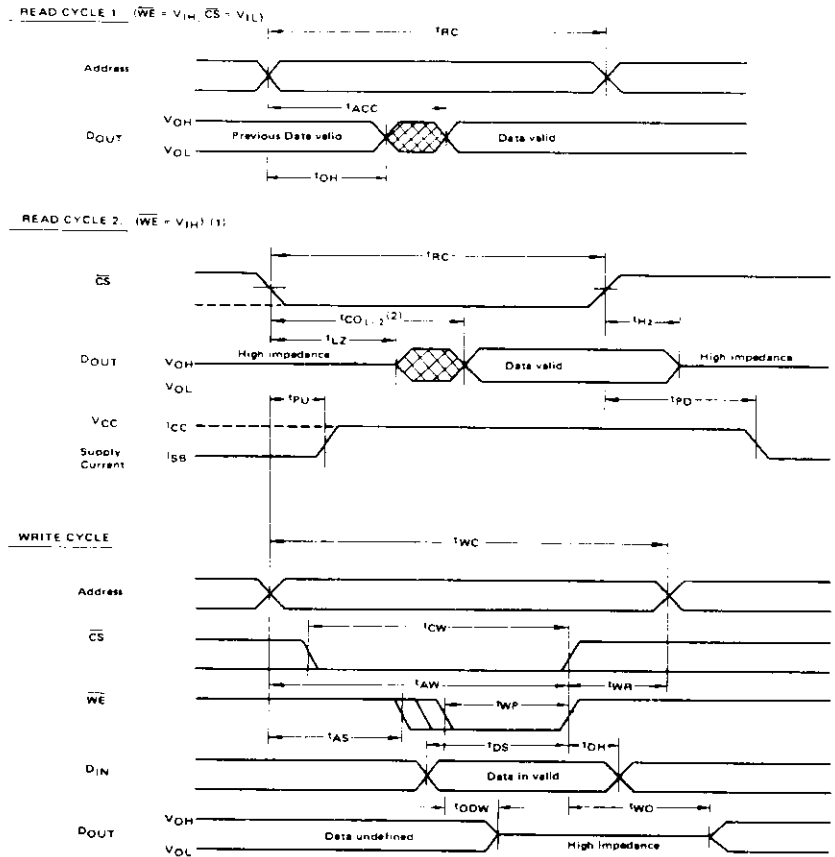 READ CYCLE 1. (WE = VIH, CS = VIL)
tRC
Address
tACC
DOUT
VOH
Previous Data valid
Data valid
VOL
tOH
READ CYCLE 2. (WE = VIH) (1)
tRC
CS
tCO1-2 (2)
tHZ
tLZ
High impedance
High impedance
DOUT
VOH
Data valid
VOL
tPU
tPD
VCC
ICC
Supply
Current
ISB
WRITE CYCLE
tWC
Address
tCW
CS
tAW
tWR
WE
tWP
tAS
tDS
tDH
DIN
Data in valid
tODW
tWO
DOUT
VOH
Data undefined
High Impedance
VOL